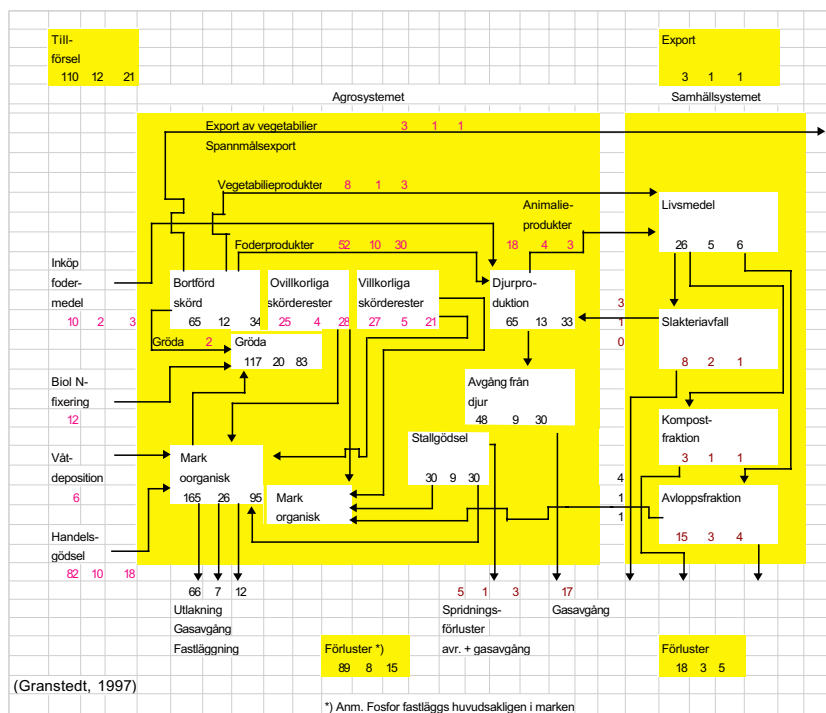 Till-
försel
110 12 21
Export
3 1 1
Agrosystemet
Samhällsystemet
Export av vegetabilier 3 1 1
Spannmålsexport
Vegetabilieprodukter 8 1 3
Animalie-
produkter
18 4 3
Livsmedel
26 5 6
Foderprodukter 52 10 30
Inköp
foder-
medel
10 2 3
Bortförd
skörd
65 12 34
Ovillkorliga
skörderester
25 4 28
Villkorliga
skörderester
27 5 21
Djurpro-
duktion
65 13 33
3
1
0
Slakteriavfall
8 2 1
Gröda 2
Gröda
117 20 83
Biol N-
fixering
12
Avgång från
djur
48 9 30
Kompost-
fraktion
3 1 1
Stallgödsel
30 9 30
Våt-
deposition
6
Mark
oorganisk
165 26 95
Mark
organisk
4
1
1
Avloppsfraktion
15 3 4
Handels-
gödsel
82 10 18
66 7 12
Utlakning
Gasavgång
Fastläggning
5 1 3
Spridnings-
förluster
avr. + gasavgång
17
Gasavgång
Förluster *)
89 8 15
Förluster
18 3 5
(Granstedt, 1997)
*) Anm. Fosfor fastläggs huvudsakligen i marken